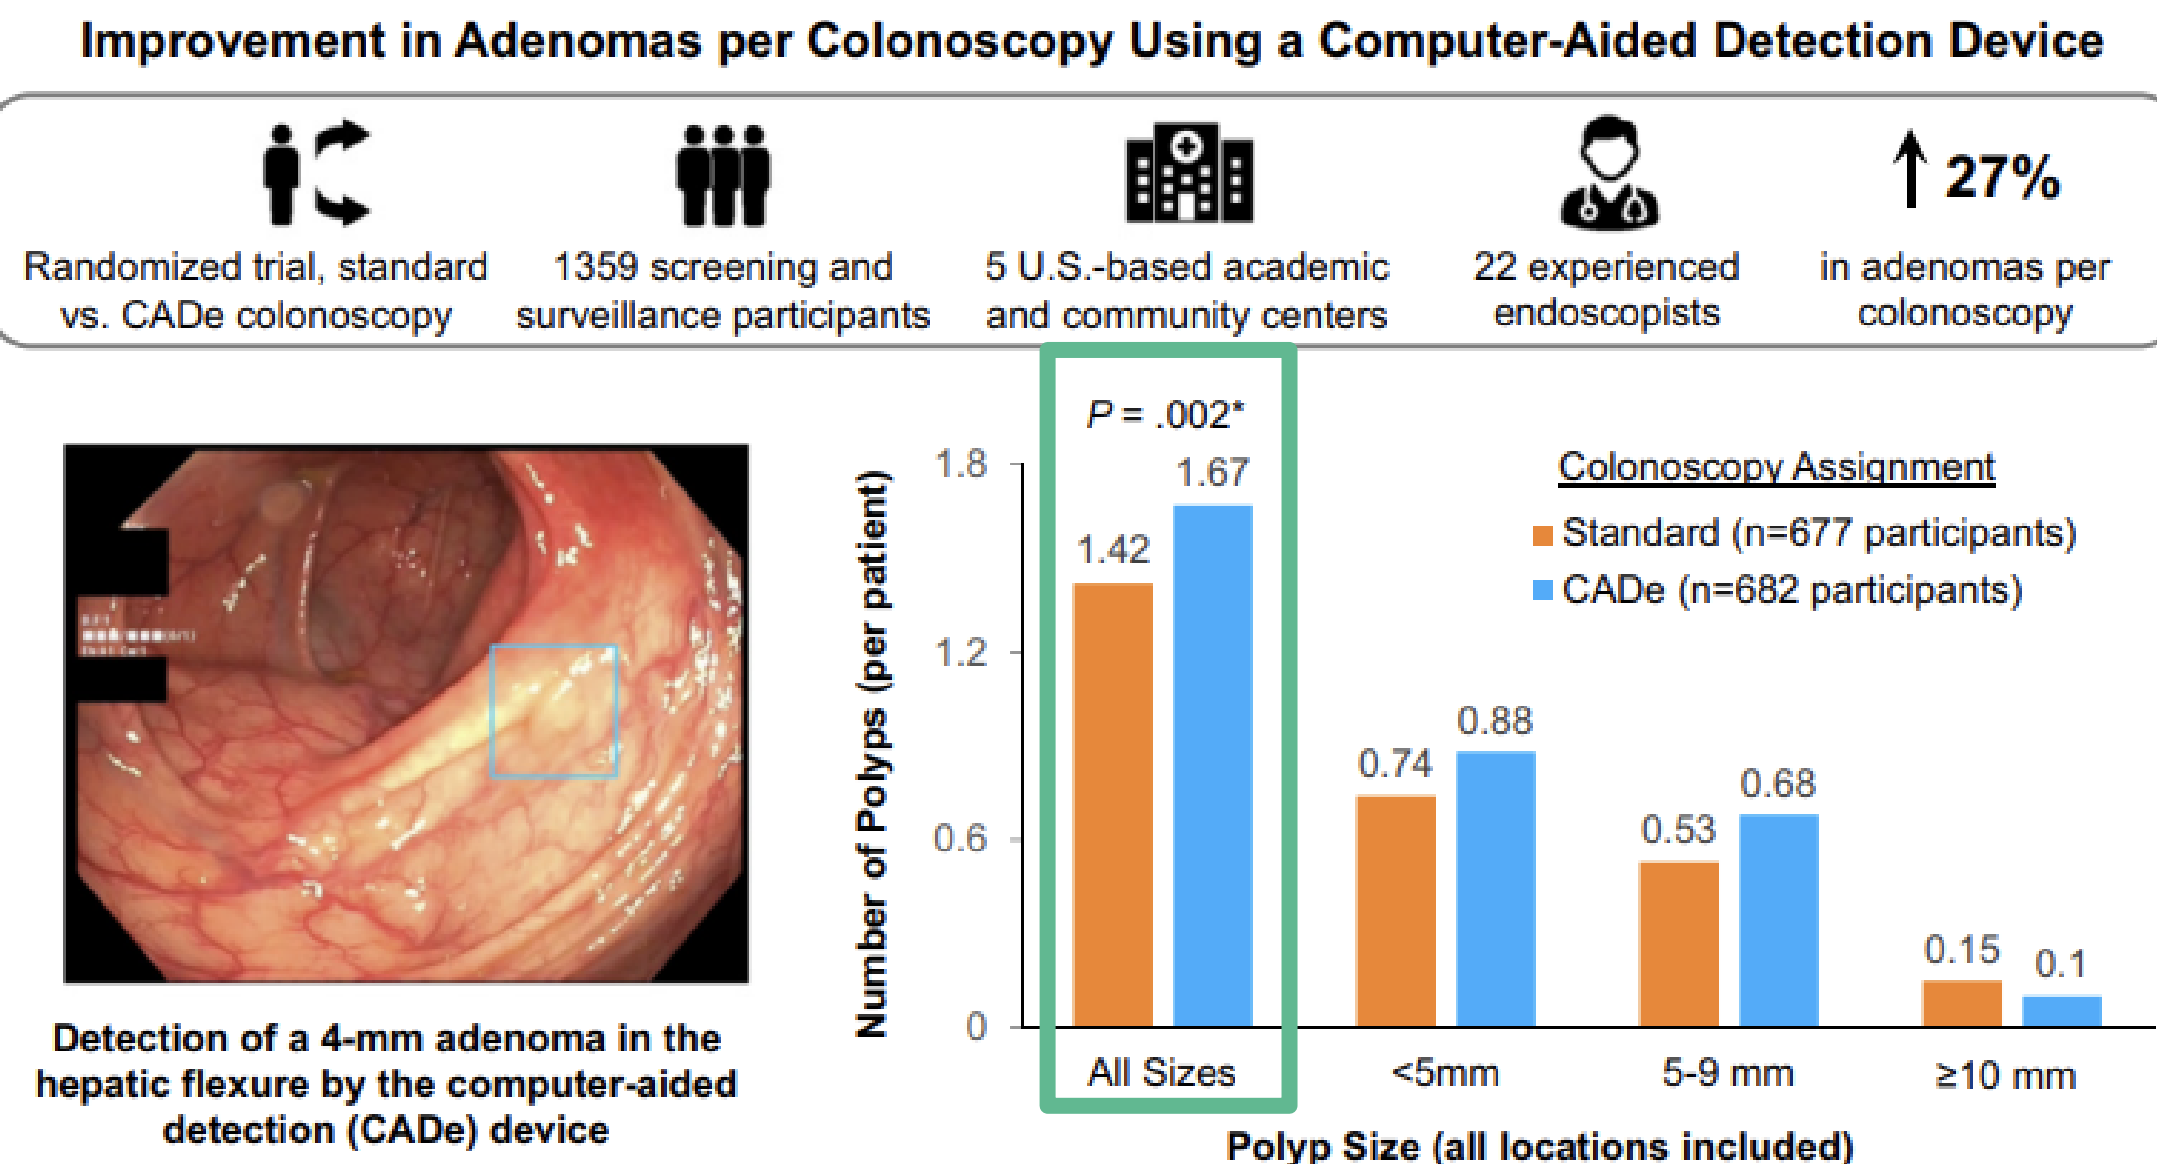 Improvement in Adenomas per Colonoscopy Using a Computer-Aided Detection Device
Randomized trial, standard
vs. CADe colonoscopy
1359 screening and
surveillance participants
5 U.S.-based academic
and community centers
22 experienced
endoscopists
↑ 27%
in adenomas per
colonoscopy
Detection of a 4-mm adenoma in the
hepatic flexure by the computer-aided
detection (CADe) device
Number of Polyps (per patient)
1.8
1.2
0.6
0
P = .002*
1.42
1.67
0.74
0.88
0.53
0.68
0.15
0.1
Colonoscopy Assignment
Standard (n=677 participants)
CADe (n=682 participants)
All Sizes
<5mm
5-9 mm
≥10 mm
Polyp Size (all locations included)